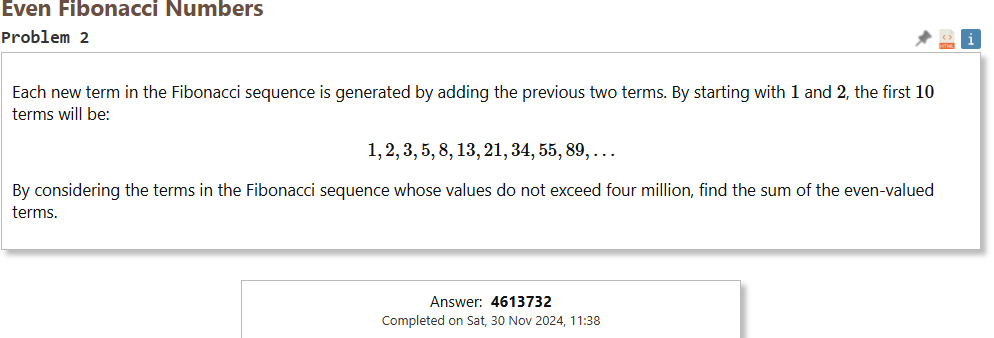 Even Fibonacci Numbers
Problem 2
HTML i
Each new term in the Fibonacci sequence is generated by adding the previous two terms. By starting with 1 and 2, the first 10
terms will be:
1, 2, 3, 5, 8, 13, 21, 34, 55, 89, ...
By considering the terms in the Fibonacci sequence whose values do not exceed four million, find the sum of the even-valued
terms.
Answer: 4613732
Completed on Sat, 30 Nov 2024, 11:38